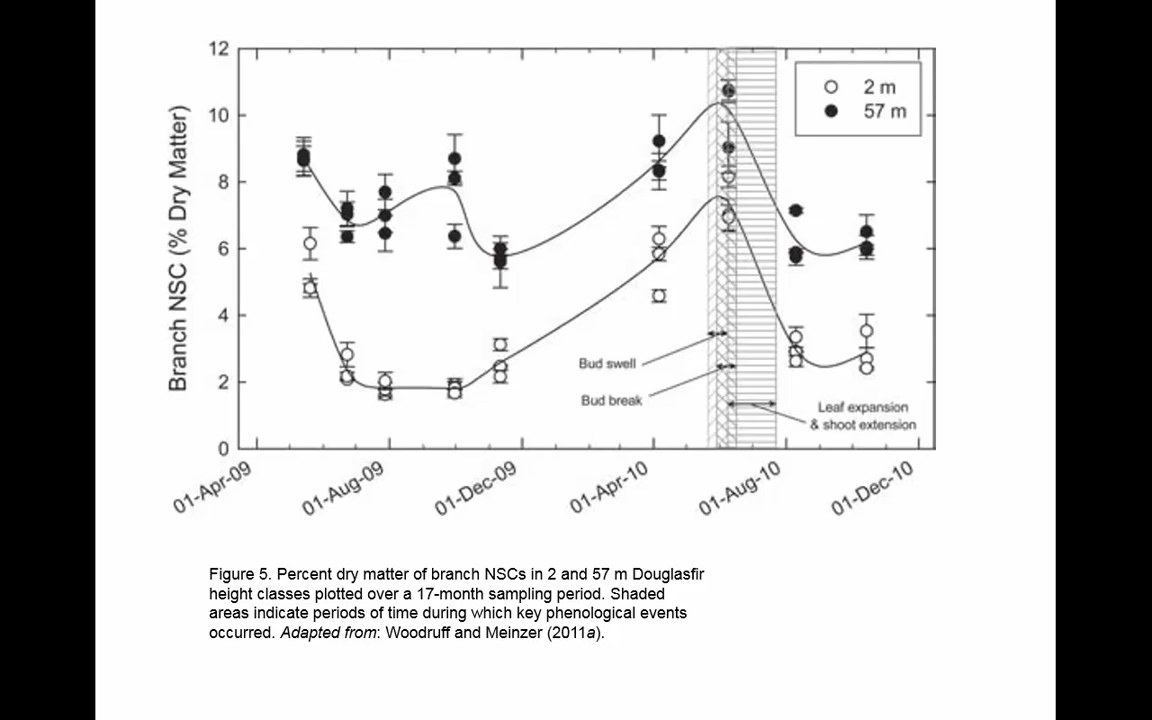 12
10
8
6
4
2
0
Branch NSC (% Dry Matter)
2 m
57 m
Bud swell
Bud break
Leaf expansion
& shoot extension
01-Apr-09
01-Aug-09
01-Dec-09
01-Apr-10
01-Aug-10
01-Dec-10
Figure 5. Percent dry matter of branch NSCs in 2 and 57 m Douglasfir
height classes plotted over a 17-month sampling period. Shaded
areas indicate periods of time during which key phenological events
occurred. Adapted from: Woodruff and Meinzer (2011a).